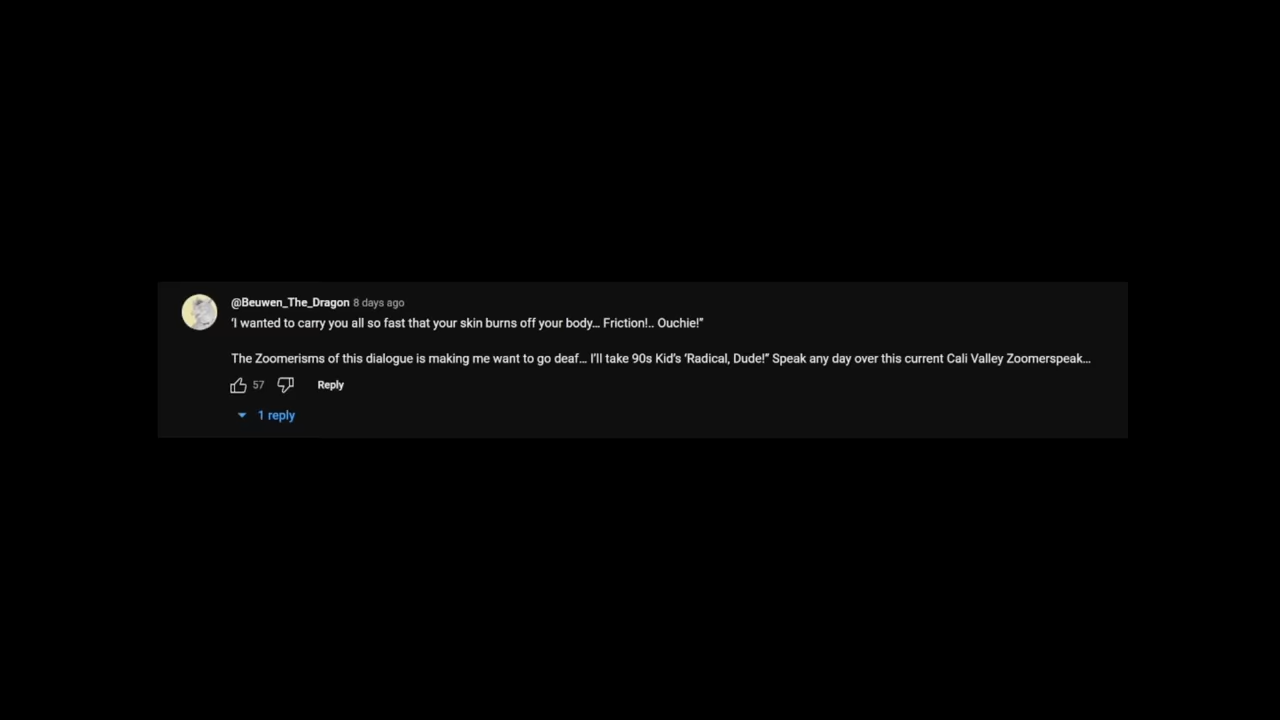 @Beuwen_The_Dragon 8 days ago
‘I wanted to carry you all so fast that your skin burns off your body… Friction!.. Ouchie!”
The Zoomerisms of this dialogue is making me want to go deaf… I’ll take 90s Kid’s ‘Radical, Dude!” Speak any day over this current Cali Valley Zoomerspeak…
57 Reply
1 reply